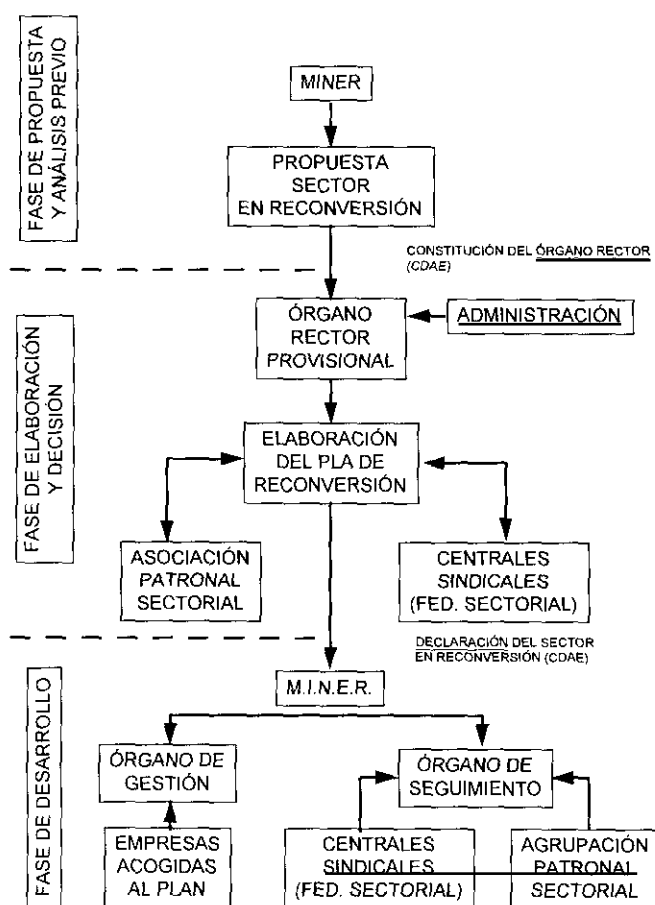 FASE DE PROPUESTA
Y ANÁLISIS PREVIO
MINER
PROPUESTA
SECTOR
EN RECONVERSIÓN
CONSTITUCIÓN DEL ÓRGANO RECTOR
(CDAE)
FASE DE ELABORACIÓN
Y DECISIÓN
ÓRGANO
RECTOR
PROVISIONAL
ADMINISTRACIÓN
ELABORACIÓN
DEL PLA DE
RECONVERSIÓN
ASOCIACIÓN
PATRONAL
SECTORIAL
CENTRALES
SINDICALES
(FED. SECTORIAL)
DECLARACIÓN DEL SECTOR
EN RECONVERSIÓN (CDAE)
FASE DE DESARROLLO
M.I.N.E.R.
ÓRGANO DE
GESTIÓN
ÓRGANO DE
SEGUIMIENTO
EMPRESAS
ACOGIDAS
AL PLAN
CENTRALES
SINDICALES
(FED. SECTORIAL)
AGRUPACIÓN
PATRONAL
SECTORIAL